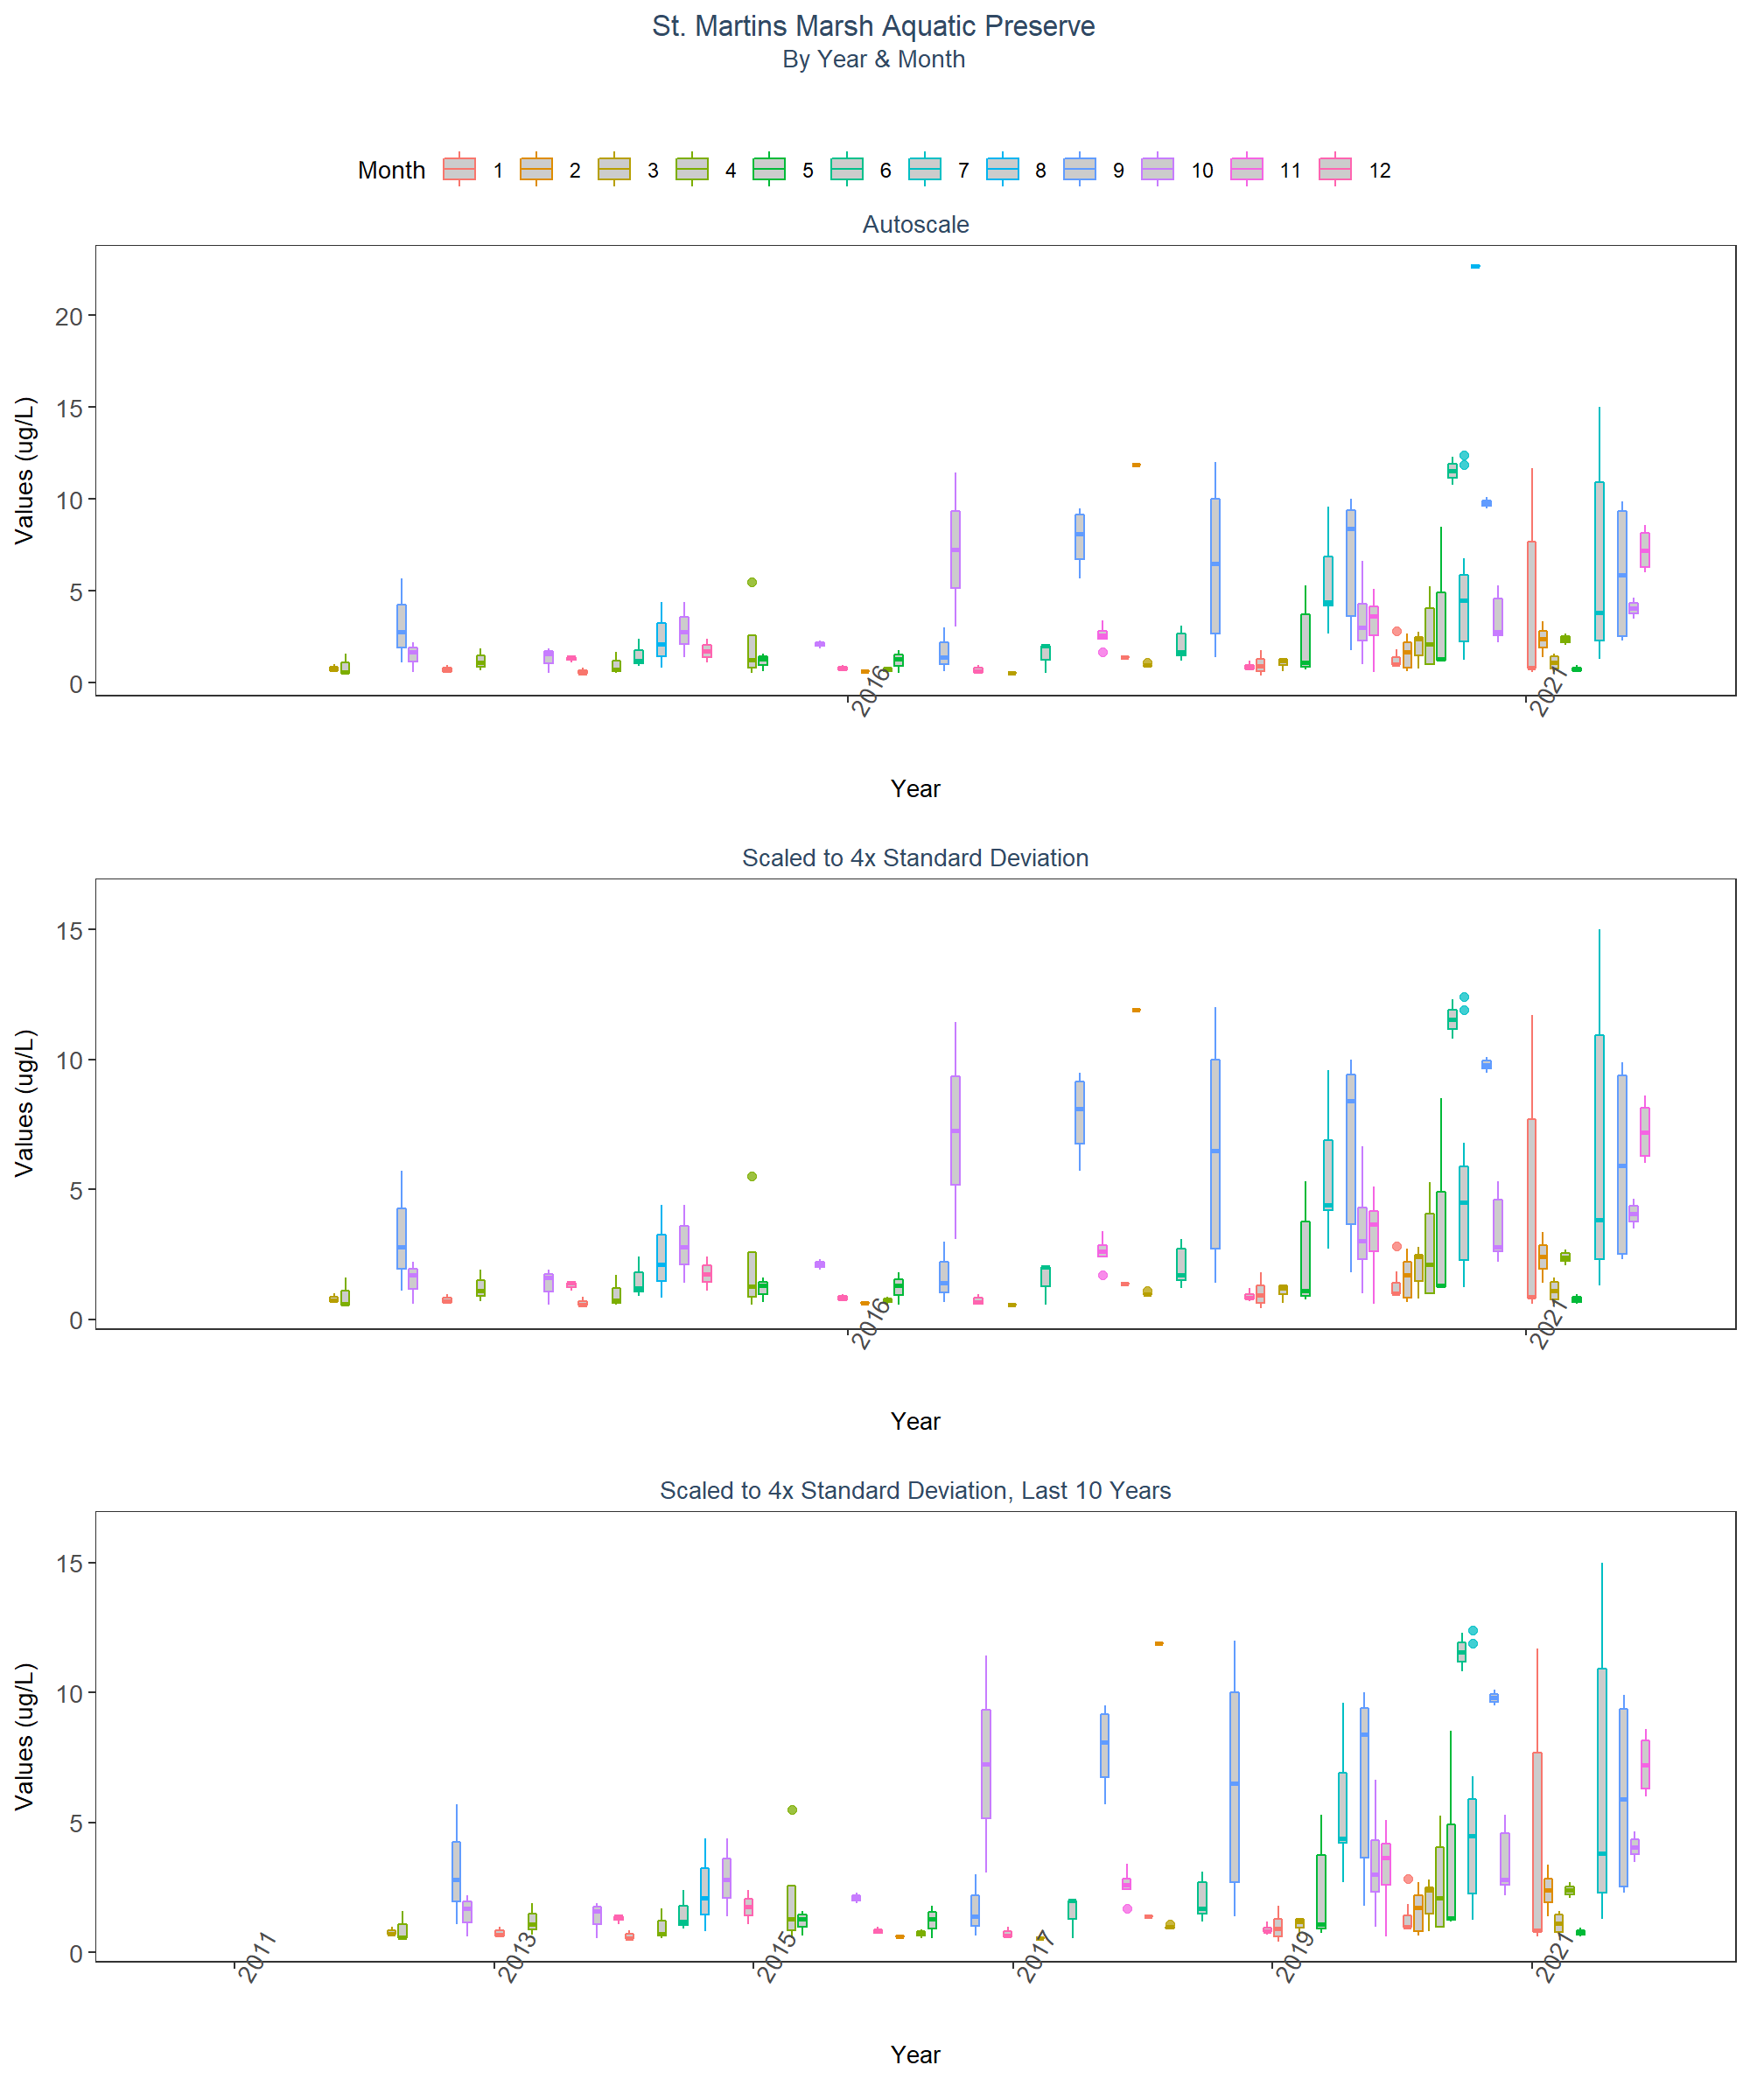 St. Martins Marsh Aquatic Preserve
By Year & Month
Month 1 2 3 4 5 6 7 8 9 10 11 12
Autoscale
Values (ug/L)
20
15
10
5
0
2016 2021
Year
Scaled to 4x Standard Deviation
Values (ug/L)
15
10
5
0
2016 2021
Year
Scaled to 4x Standard Deviation, Last 10 Years
Values (ug/L)
15
10
5
0
2011 2013 2015 2017 2019 2021
Year